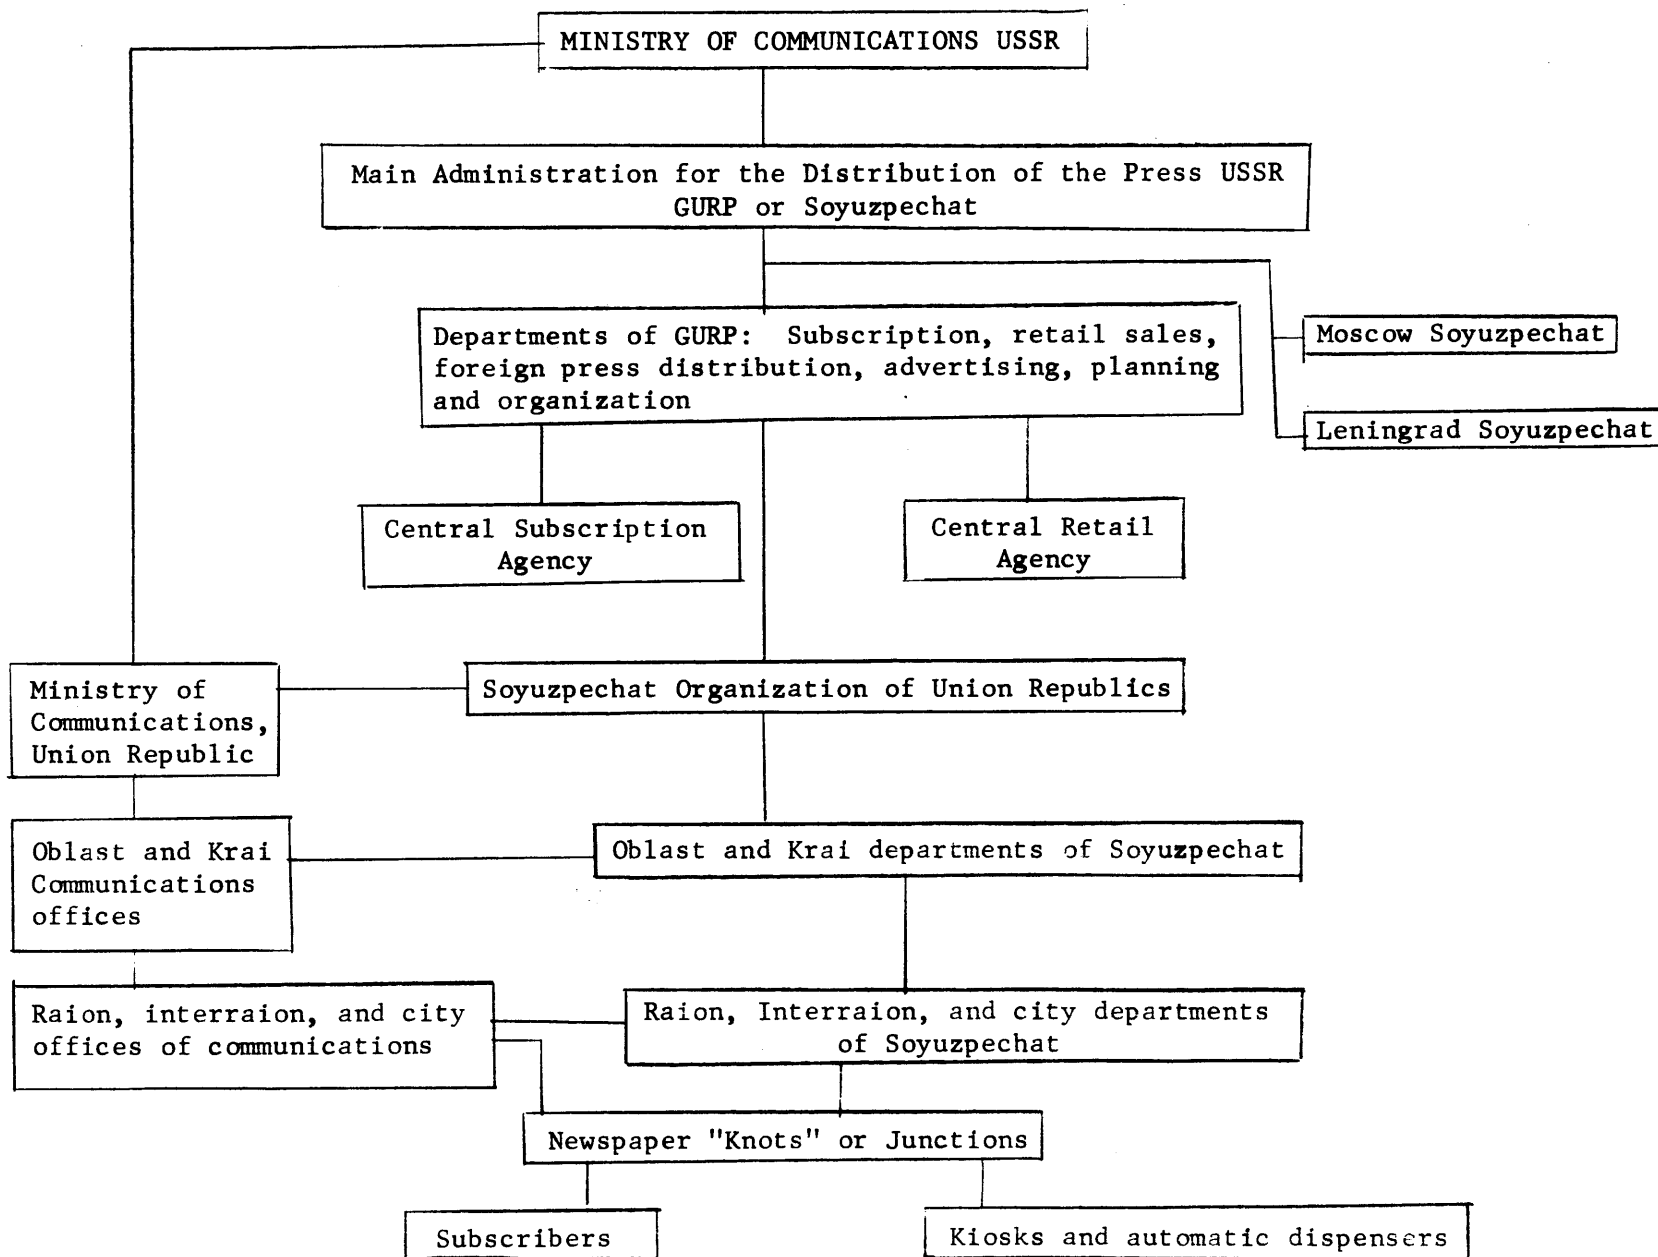 MINISTRY OF COMMUNICATIONS USSR
Main Administration for the Distribution of the Press USSR
GURP or Soyuzpechat
Departments of GURP: Subscription, retail sales,
foreign press distribution, advertising, planning
and organization
Moscow Soyuzpechat
Leningrad Soyuzpechat
Central Subscription
Agency
Central Retail
Agency
Ministry of
Communications,
Union Republic
Soyuzpechat Organization of Union Republics
Oblast and Krai
Communications
offices
Oblast and Krai departments of Soyuzpechat
Raion, interraion, and city
offices of communications
Raion, Interraion, and city departments
of Soyuzpechat
Newspaper "Knots" or Junctions
Subscribers
Kiosks and automatic dispensers